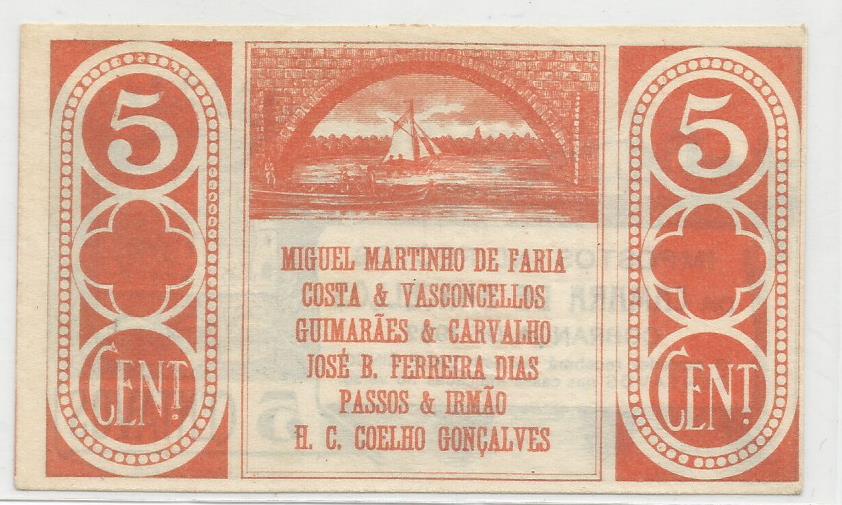 5
CENT.
MIGUEL MARTINHO DE FARIA
COSTA & VASCONCELLOS
GUIMARÃES & CARVALHO
JOSÉ B. FERREIRA DIAS
PASSOS & IRMÃO
H. C. COELHO GONÇALVES
5
CENT.